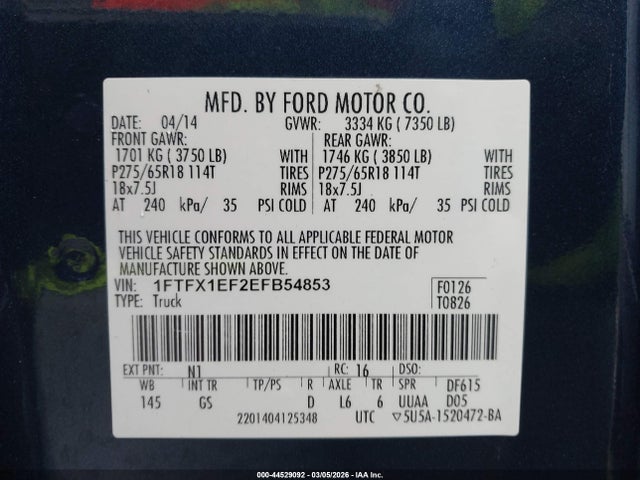 MFD. BY FORD MOTOR CO.
DATE: 04/14 GVWR: 3334 KG ( 7350 LB)
FRONT GAWR: REAR GAWR:
1701 KG ( 3750 LB) WITH 1746 KG ( 3850 LB) WITH
P275/65R18 114T TIRES P275/65R18 114T TIRES
18x7.5J RIMS 18x7.5J RIMS
AT 240 kPa/ 35 PSI COLD AT 240 kPa/ 35 PSI COLD
THIS VEHICLE CONFORMS TO ALL APPLICABLE FEDERAL MOTOR
VEHICLE SAFETY STANDARDS IN EFFECT ON THE DATE OF
MANUFACTURE SHOWN ABOVE.
VIN: 1FTFX1EF2EFB54853 F0126
TYPE: Truck T0826
EXT PNT: N1 RC: 16 DSO:
WB INT TR TP/PS R AXLE TR SPR DF615
145 GS D L6 6 UUAA D05
2201404125348 UTC ▽5U5A-1520472-BA
000-44529092 | 03/05/2026 | IAA Inc.